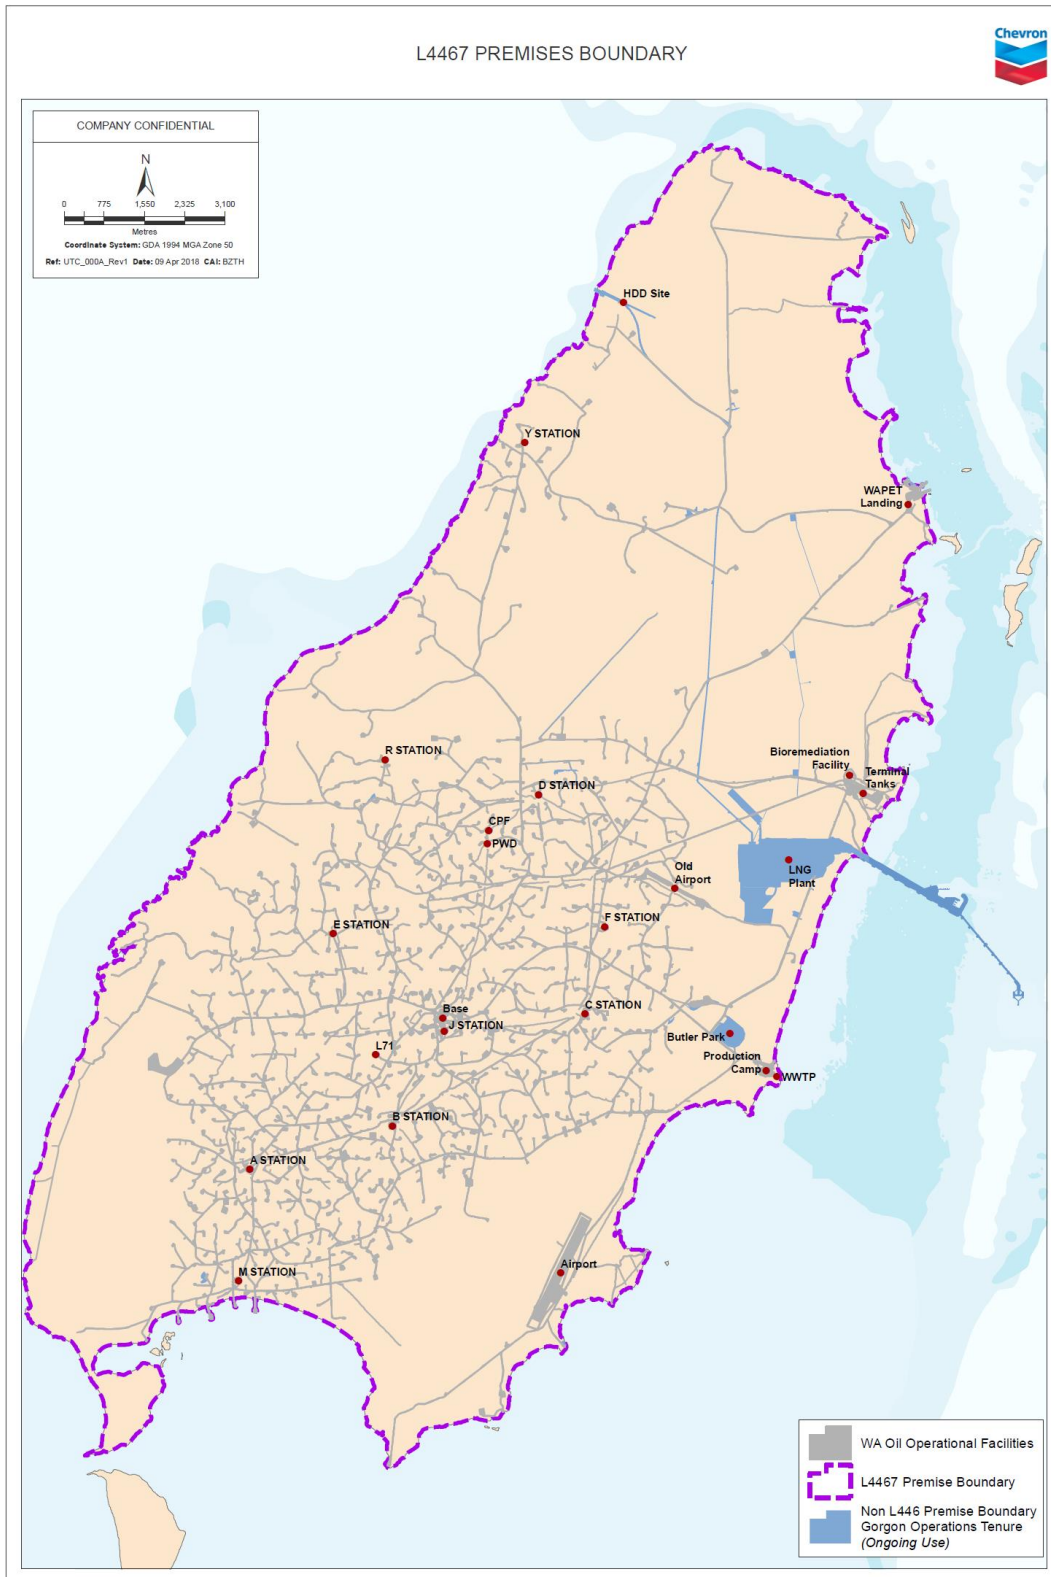 Chevron
L4467 PREMISES BOUNDARY
COMPANY CONFIDENTIAL
N
0 775 1,550 2,325 3,100
Metres
Coordinate System: GDA 1994 MGA Zone 50
Ref: UTC_000A_Rev1 Date: 09 Apr 2018 CAI: BZTH
HDD Site
Y STATION
WAPET
Landing
R STATION
Bioremediation
Facility
Terminal
Tanks
D STATION
CPF
PWD
Old
Airport
LNG
Plant
F STATION
E STATION
Base
J STATION
C STATION
Butler Park
L71
Production
Camp
WWTP
B STATION
A STATION
Airport
M STATION
WA Oil Operational Facilities
L4467 Premise Boundary
Non L446 Premise Boundary
Gorgon Operations Tenure
(Ongoing Use)